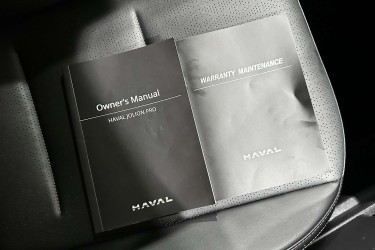 Owner's Manual
HAVAL JOLION PRO
HAVAL
WARRANTY MAINTENANCE
HAVAL